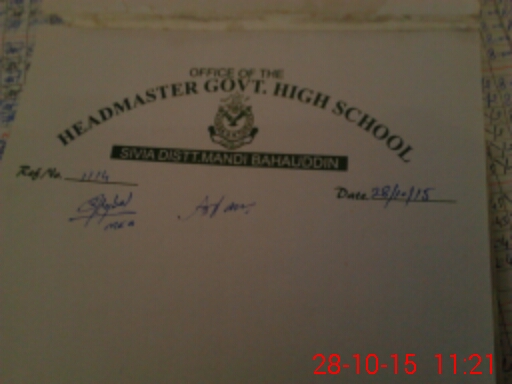 OFFICE OF THE
HEADMASTER GOVT. HIGH SCHOOL
SIVIA DISTT.MANDI BAHAUDDIN
Ref. No. 1114
Date 28/10/15
28-10-15 11:21